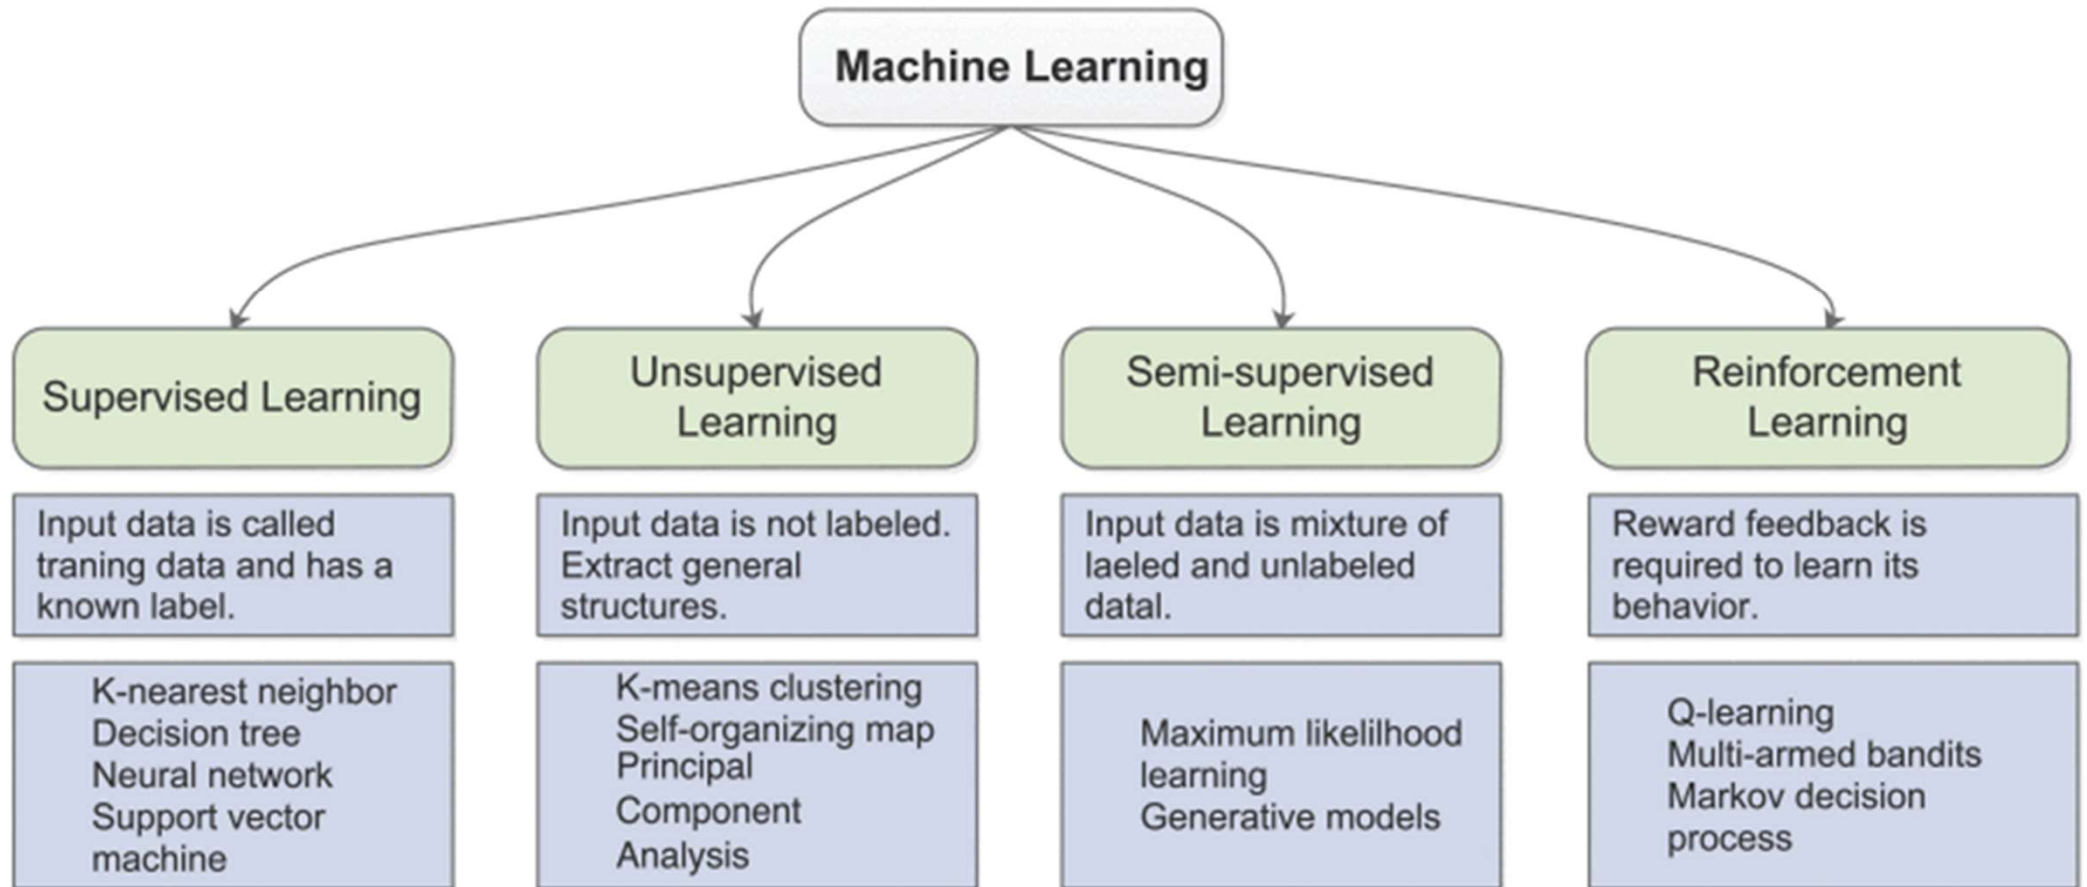 Machine Learning
Supervised Learning
Unsupervised
Learning
Semi-supervised
Learning
Reinforcement
Learning
Input data is called
traning data and has a
known label.
Input data is not labeled.
Extract general
structures.
Input data is mixture of
laeled and unlabeled
datal.
Reward feedback is
required to learn its
behavior.
K-nearest neighbor
Decision tree
Neural network
Support vector
machine
K-means clustering
Self-organizing map
Principal
Component
Analysis
Maximum likelilhood
learning
Generative models
Q-learning
Multi-armed bandits
Markov decision
process